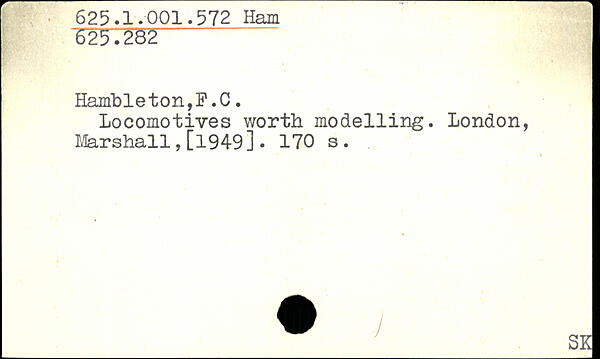 625.1.001.572 Ham
625.282
Hambleton,F.C.
Locomotives worth modelling. London,
Marshall,[1949]. 170 s.
SK